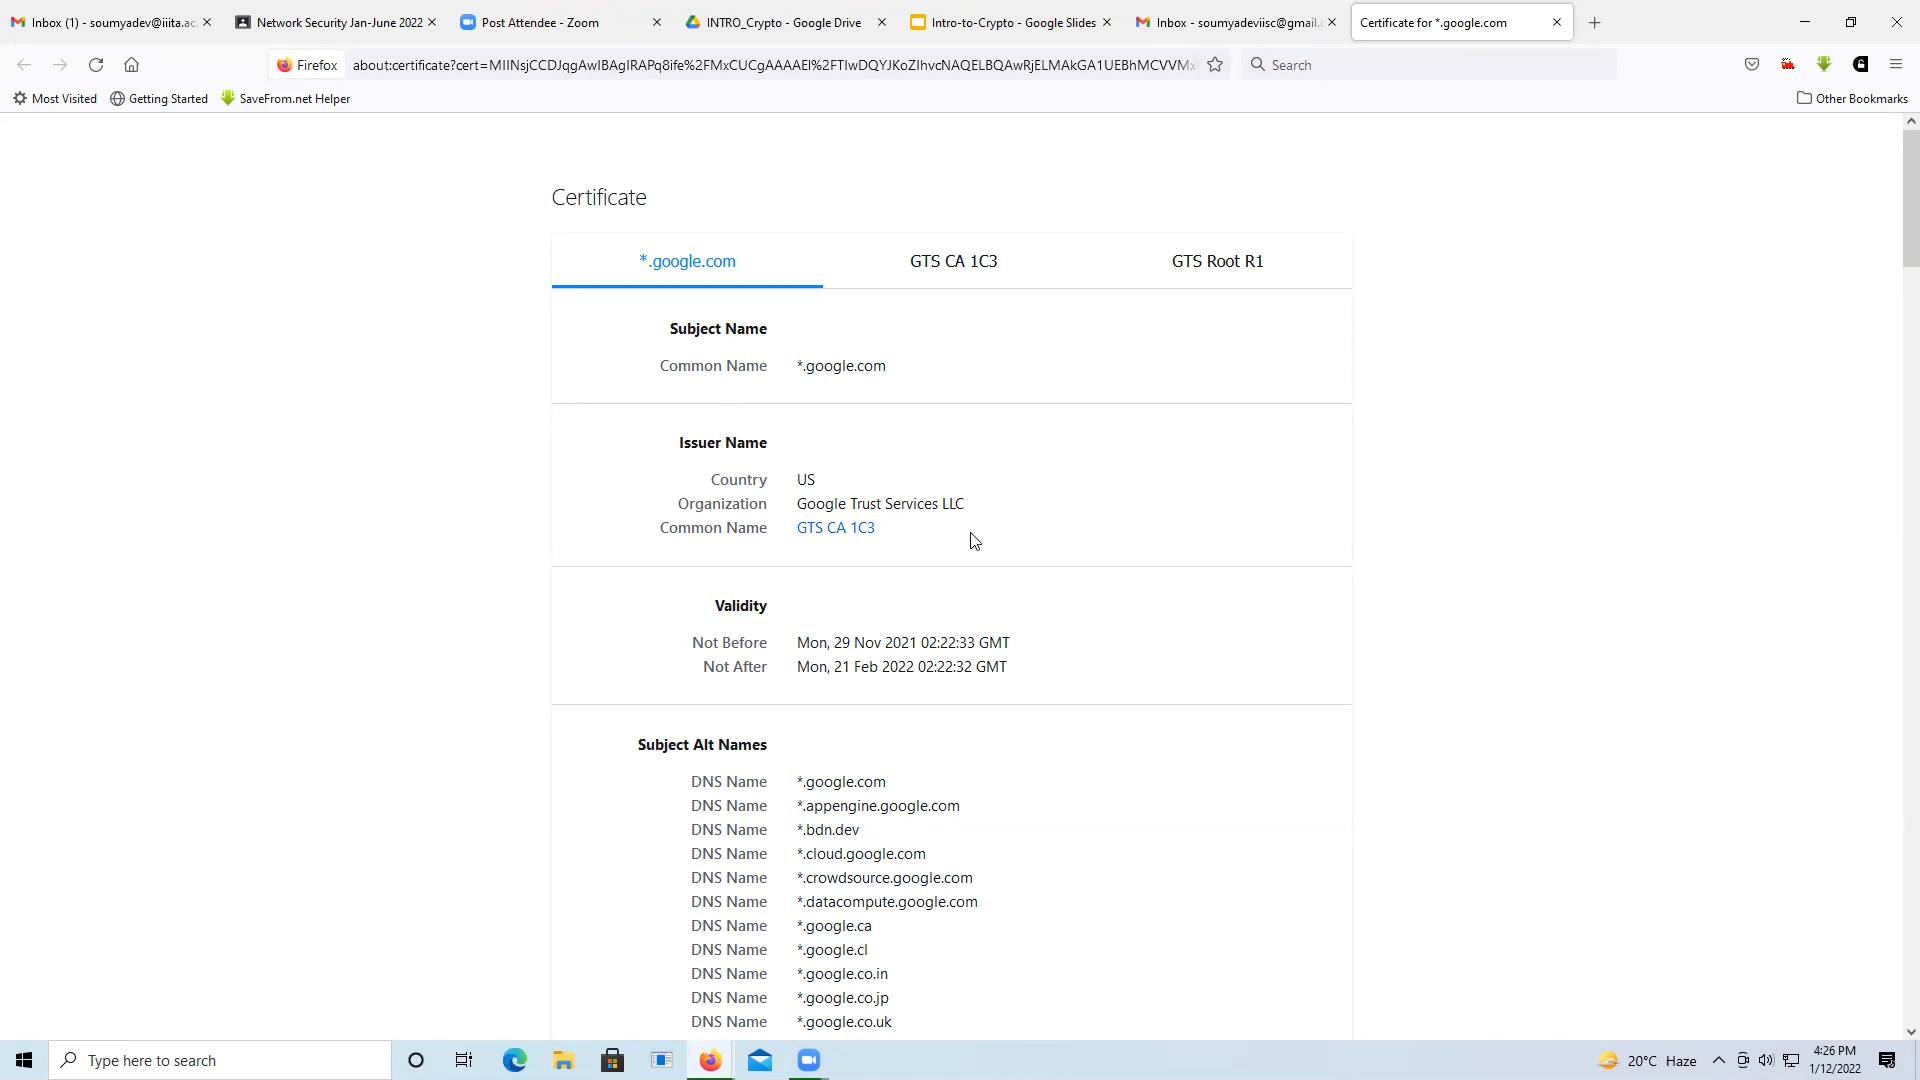 Inbox (1) - soumyadev@iiita.ac.
Network Security Jan-June 2022
Post Attendee - Zoom
INTRO_Crypto - Google Drive
Intro-to-Crypto - Google Slides
Inbox - soumyadeviisc@gmail.
Certificate for *.google.com
Firefox
about:certificate?cert=MIINsjCCDJqgAwIBAgIRAPq8ife%2FMxCUCgAAAAEl%2FTIwDQYJKoZIhvcNAQELBQAwRjELMAkGA1UEBhMCVVMx
Search
Most Visited
Getting Started
SaveFrom.net Helper
Other Bookmarks
Certificate
*.google.com
GTS CA 1C3
GTS Root R1
Subject Name
Common Name *.google.com
Issuer Name
Country US
Organization Google Trust Services LLC
Common Name GTS CA 1C3
Validity
Not Before Mon, 29 Nov 2021 02:22:33 GMT
Not After Mon, 21 Feb 2022 02:22:32 GMT
Subject Alt Names
DNS Name *.google.com
DNS Name *.appengine.google.com
DNS Name *.bdn.dev
DNS Name *.cloud.google.com
DNS Name *.crowdsource.google.com
DNS Name *.datacompute.google.com
DNS Name *.google.ca
DNS Name *.google.cl
DNS Name *.google.co.in
DNS Name *.google.co.jp
DNS Name *.google.co.uk
Type here to search
20°C Haze
4:26 PM
1/12/2022